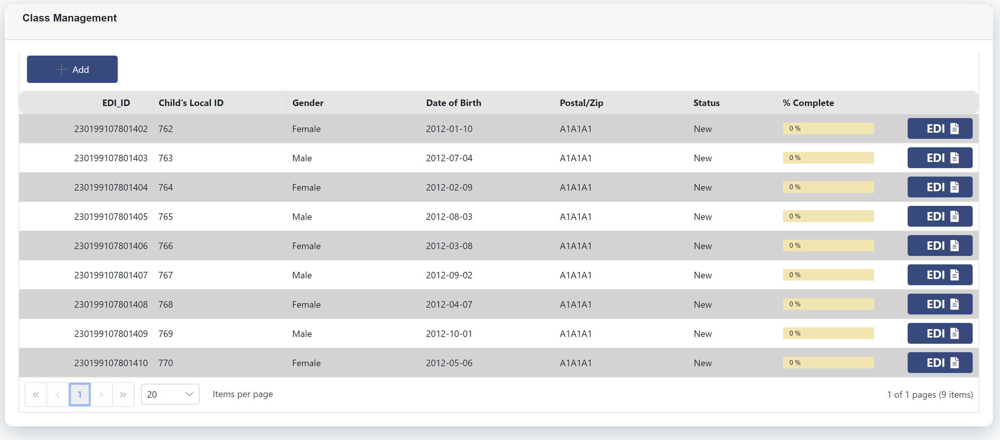 Class Management
Add
EDI_ID Child's Local ID Gender Date of Birth Postal/Zip Status % Complete
230199107801402 762 Female 2012-01-10 A1A1A1 New 0 % EDI
230199107801403 763 Male 2012-07-04 A1A1A1 New 0 % EDI
230199107801404 764 Female 2012-02-09 A1A1A1 New 0 % EDI
230199107801405 765 Male 2012-08-03 A1A1A1 New 0 % EDI
230199107801406 766 Female 2012-03-08 A1A1A1 New 0 % EDI
230199107801407 767 Male 2012-09-02 A1A1A1 New 0 % EDI
230199107801408 768 Female 2012-04-07 A1A1A1 New 0 % EDI
230199107801409 769 Male 2012-10-01 A1A1A1 New 0 % EDI
230199107801410 770 Female 2012-05-06 A1A1A1 New 0 % EDI
« ‹ 1 › » 20 Items per page 1 of 1 pages (9 items)